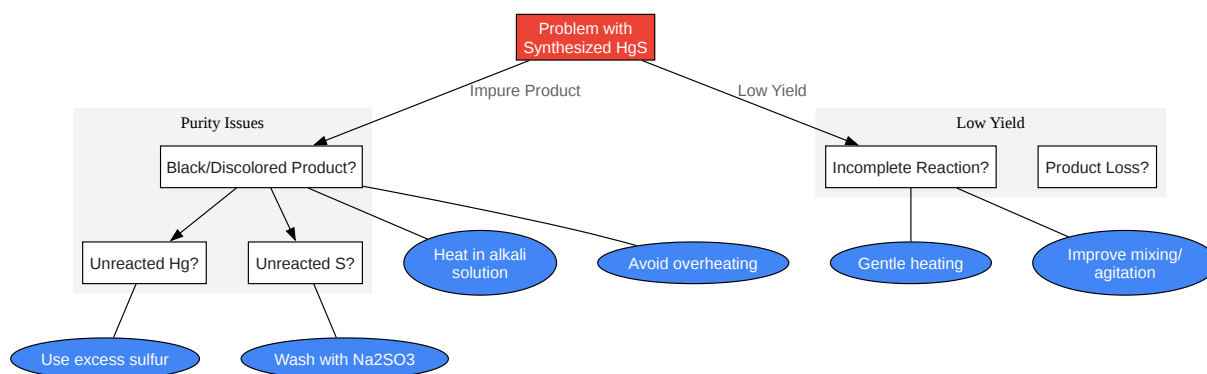 Problem with
Synthesized HgS
Impure Product
Low Yield
Purity Issues
Low Yield
Black/Discolored Product?
Incomplete Reaction?
Product Loss?
Unreacted Hg?
Unreacted S?
Heat in alkali
solution
Avoid overheating
Gentle heating
Improve mixing/
agitation
Use excess sulfur
Wash with Na2SO3